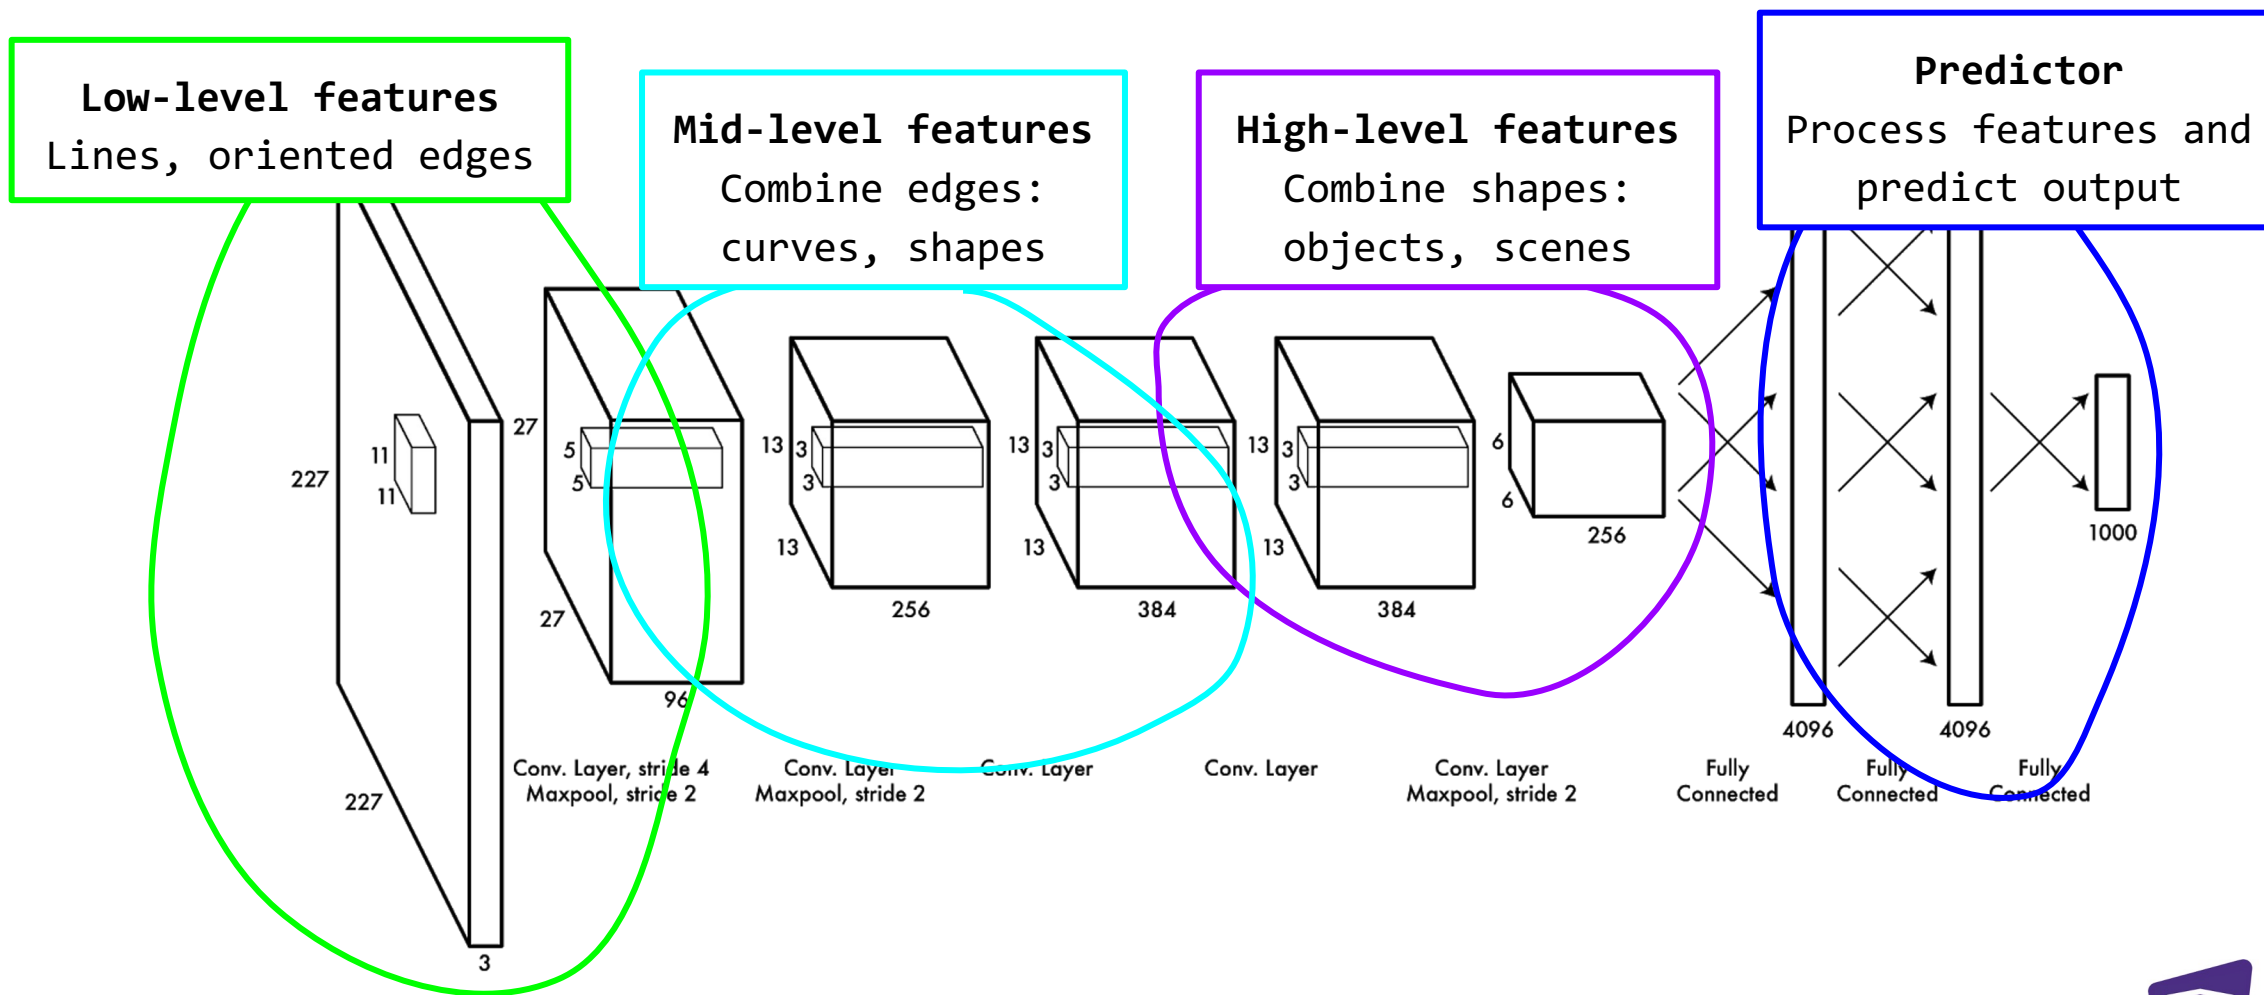 Low-level features
Lines, oriented edges
Mid-level features
Combine edges:
curves, shapes
High-level features
Combine shapes:
objects, scenes
Predictor
Process features and
predict output
227
11
11
227
3
27
5
5
27
96
13
3
3
13
256
13
3
3
13
384
13
3
3
13
384
6
6
256
4096
4096
1000
Conv. Layer, stride 4
Maxpool, stride 2
Conv. Layer
Maxpool, stride 2
Conv. Layer
Conv. Layer
Conv. Layer
Maxpool, stride 2
Fully
Connected
Fully
Connected
Fully
Connected